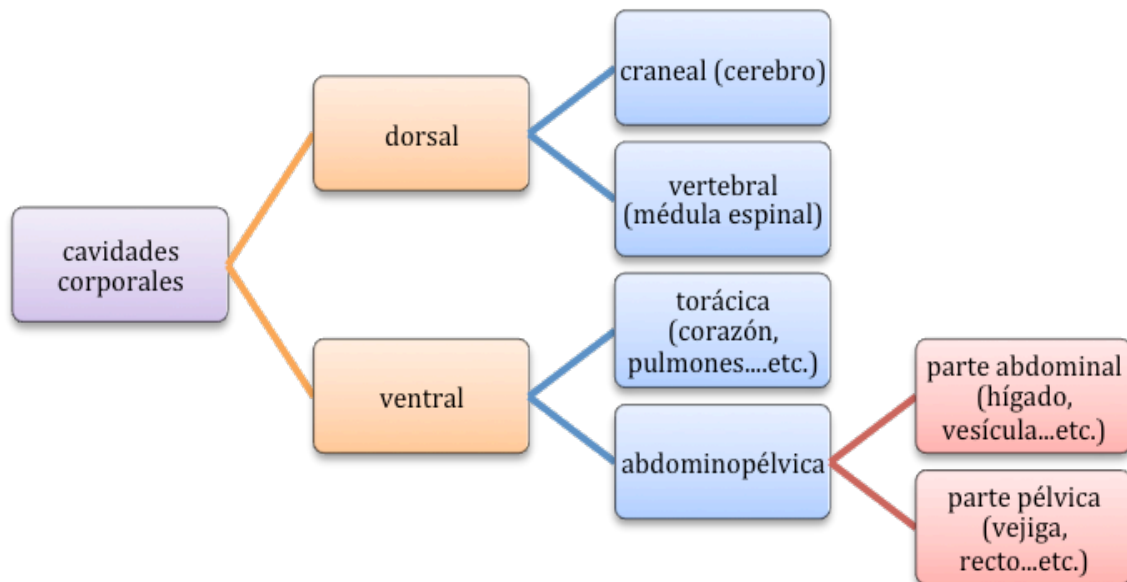 cavidades
corporales
dorsal
craneal (cerebro)
vertebral
(médula espinal)
ventral
torácica
(corazón,
pulmones....etc.)
abdominopélvica
parte abdominal
(hígado,
vesícula...etc.)
parte pélvica
(vejiga,
recto...etc.)